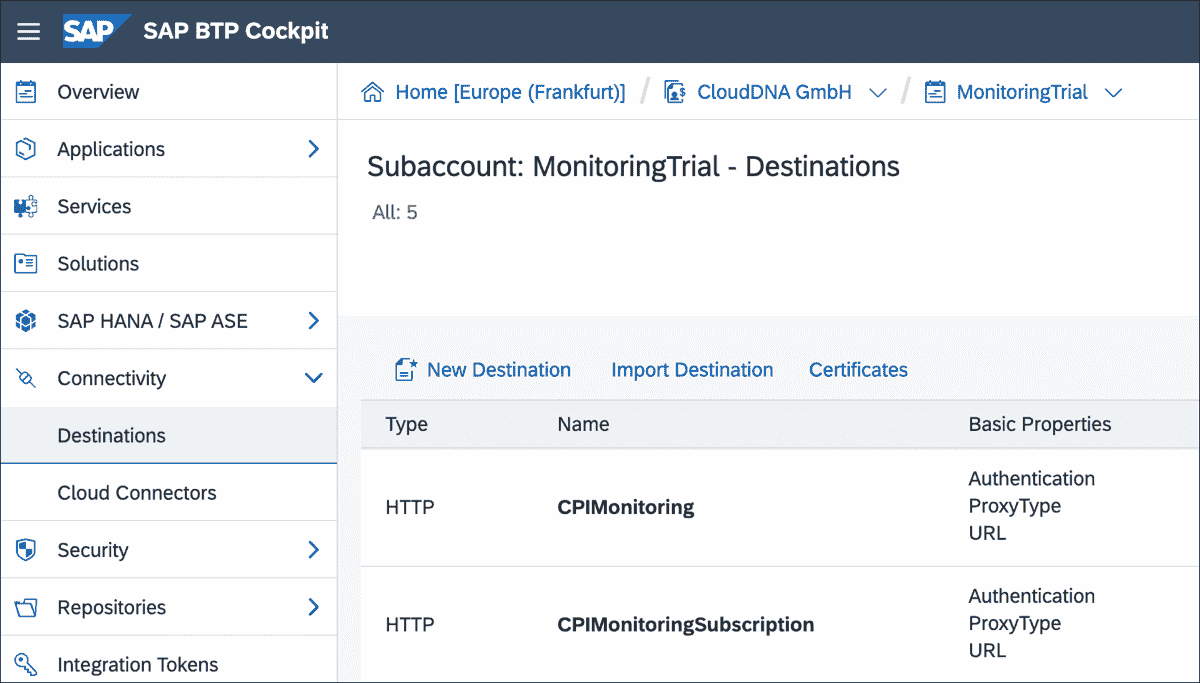 SAP SAP BTP Cockpit
Overview
Applications
Services
Solutions
SAP HANA / SAP ASE
Connectivity
Destinations
Cloud Connectors
Security
Repositories
Integration Tokens
Home [Europe (Frankfurt)] / CloudDNA GmbH / MonitoringTrial
Subaccount: MonitoringTrial - Destinations
All: 5
New Destination Import Destination Certificates
Type Name Basic Properties
HTTP CPIMonitoring Authentication
ProxyType
URL
HTTP CPIMonitoringSubscription Authentication
ProxyType
URL